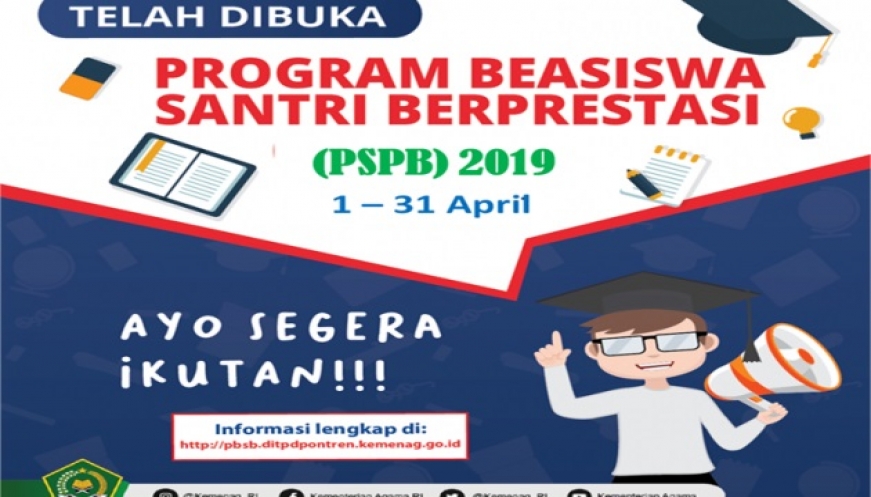 TELAH DIBUKA
PROGRAM BEASISWA
SANTRI BERPRESTASI
(PSPB) 2019
1 – 31 April
AYO SEGERA
iKUTAN!!!
Informasi lengkap di:
http://pbsb.ditpdpontren.kemenag.go.id
@Kemenag_RI Kementerian Agama RI @Kemenag_RI Kementerian Agama